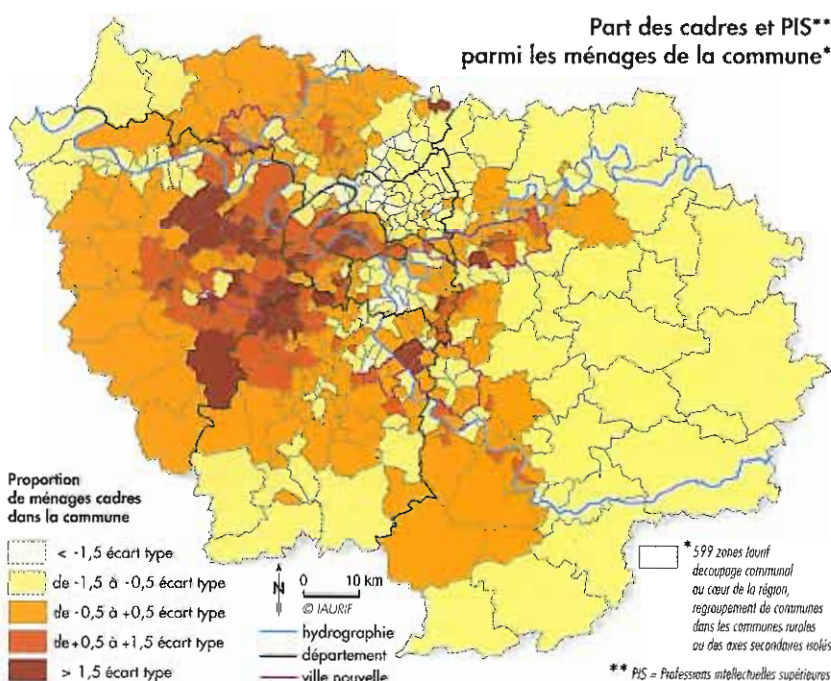 Part des cadres et PIS**
parmi les ménages de la commune*
Proportion
de ménages cadres
dans la commune
< -1,5 écart type
de -1,5 à -0,5 écart type
de -0,5 à +0,5 écart type
de +0,5 à +1,5 écart type
> 1,5 écart type
N
0 10 km
© IAURIF
hydrographie
département
ville nouvelle
* 599 zones Iaurif
decoupage communal
au cœur de la région,
regroupement de communes
dans les communes rurales
ou des axes secondaires isolés
** PIS = Professions intellectuelles supérieures